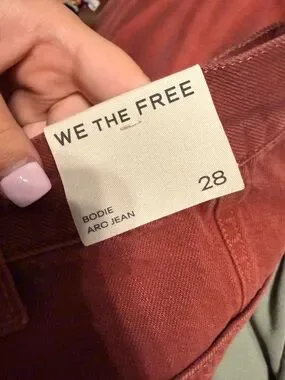 WE THE FREE
28
BODIE
ARC JEAN